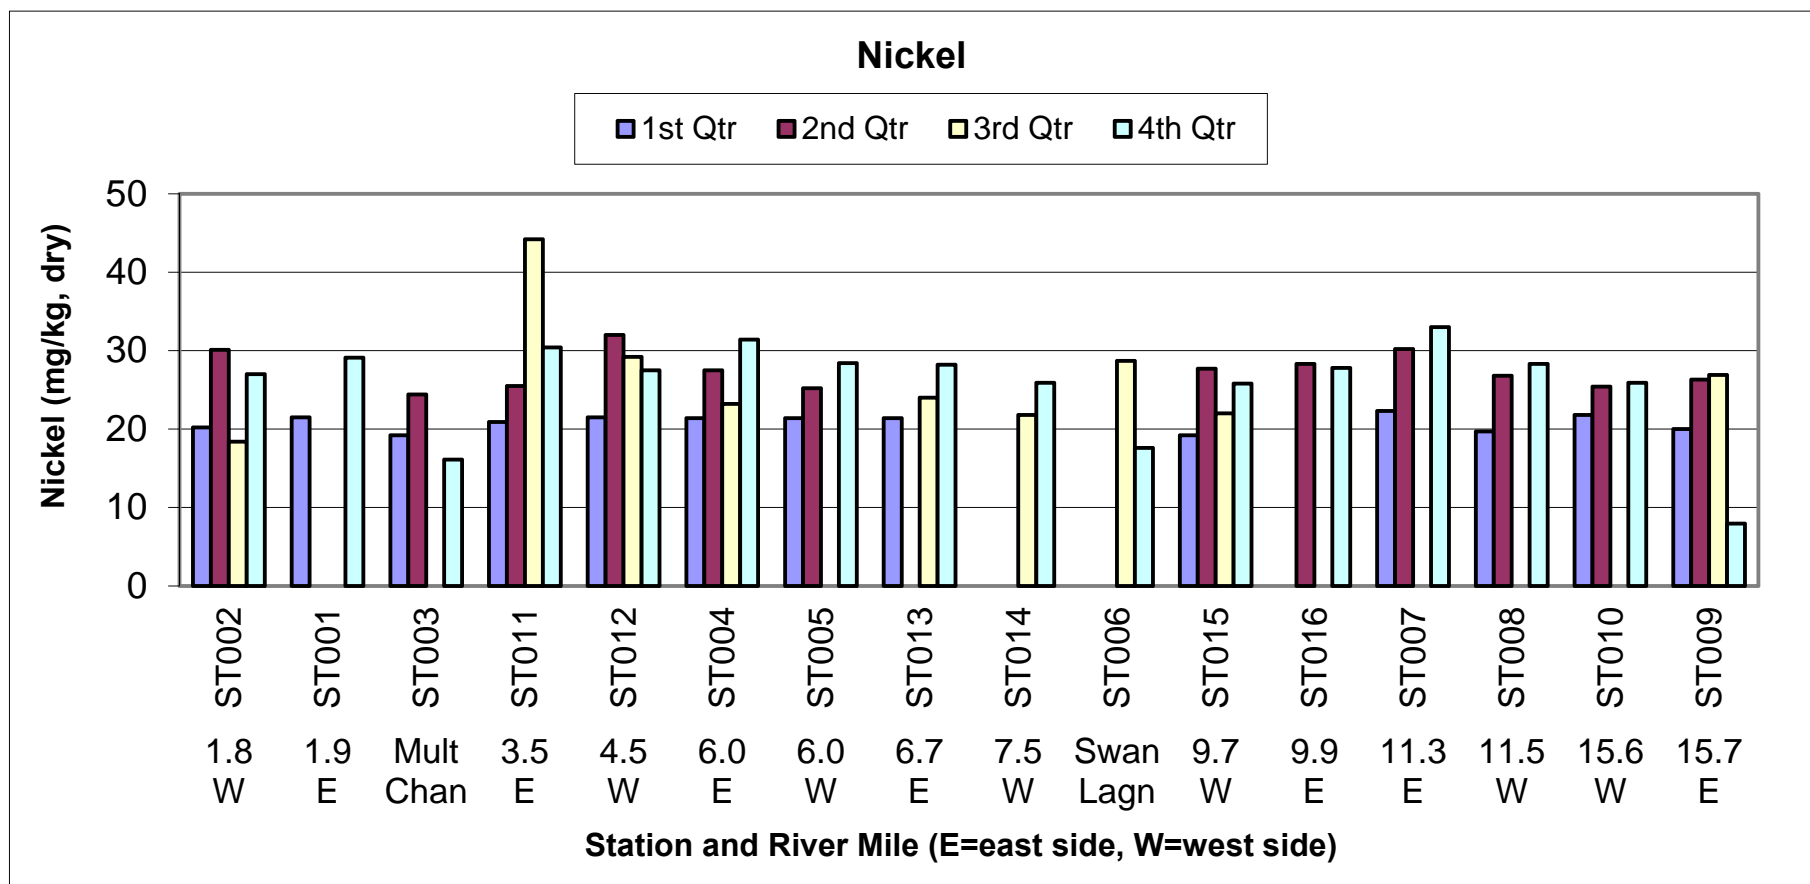 Nickel
1st Qtr 2nd Qtr 3rd Qtr 4th Qtr
Nickel (mg/kg, dry)
50
40
30
20
10
0
ST002 ST001 ST003 ST011 ST012 ST004 ST005 ST013 ST014 ST006 ST015 ST016 ST007 ST008 ST010 ST009
1.8 1.9 Mult 3.5 4.5 6.0 6.0 6.7 7.5 Swan 9.7 9.9 11.3 11.5 15.6 15.7
W E Chan E W E W E W Lagn W E E W W E
Station and River Mile (E=east side, W=west side)